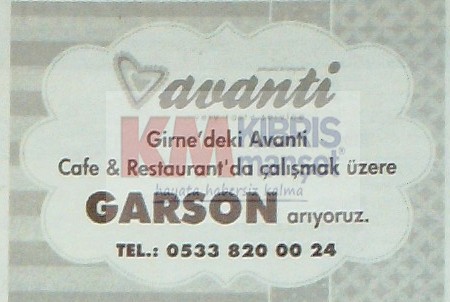 avanti
Girne'deki Avanti
KM KIBRIS
manşet
Cafe & Restaurant'da çalışmak üzere
hayata habersiz kalma
GARSON arıyoruz.
TEL.: 0533 820 00 24